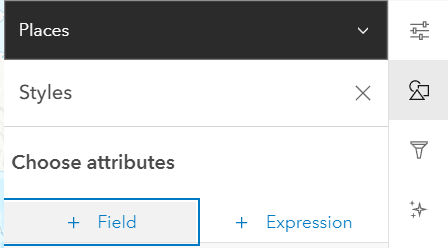 Places
Styles
Choose attributes
+ Field
+ Expression